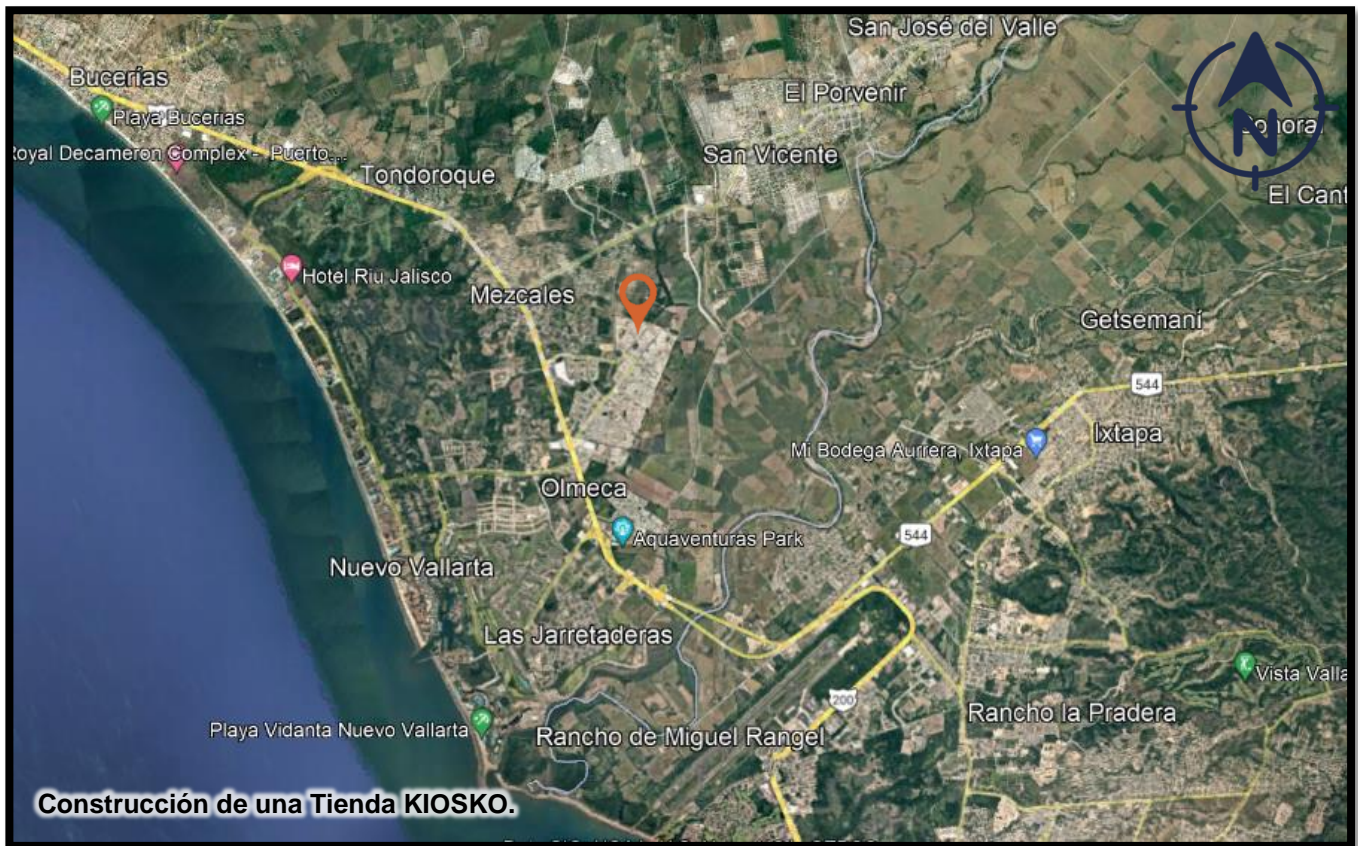 San José del Valle
Bucerías
El Porvenir
Playa Bucerias
N
Royal Decameron Complex - Puerto...
San Vicente
Tondoroque
El Cant
Hotel Riu Jalisco
Mezcales
Getsemaní
544
Ixtapa
Mi Bodega Aurrera, Ixtapa
Olmeca
544
Aquaventuras Park
Nuevo Vallarta
Las Jarretaderas
Vista Valla
200
Rancho la Pradera
Playa Vidanta Nuevo Vallarta
Rancho de Miguel Rangel
Construcción de una Tienda KIOSKO.